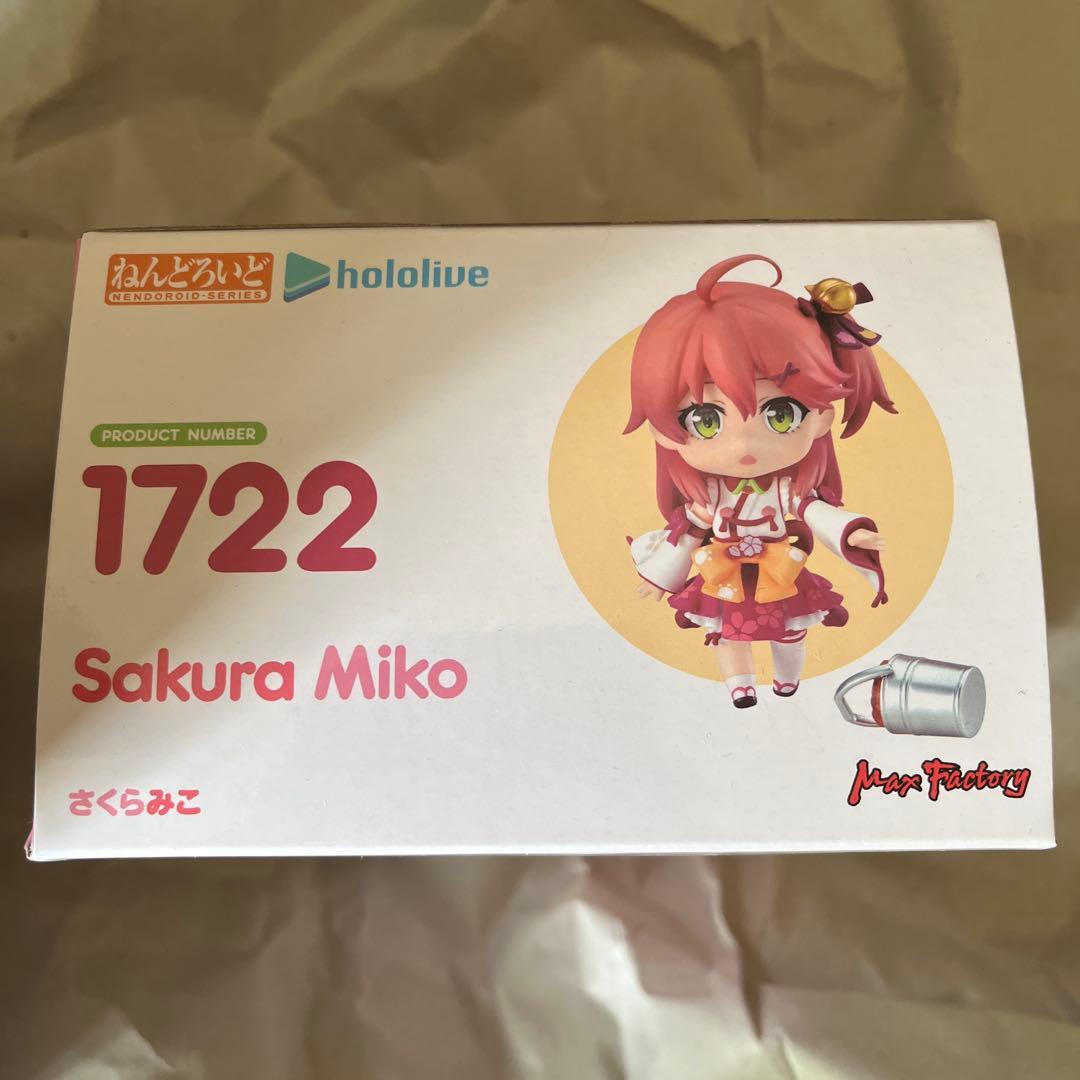 ねんどろいど
NENDOROID-SERIES
hololive
PRODUCT NUMBER
1722
Sakura Miko
さくらみこ
Max Factory